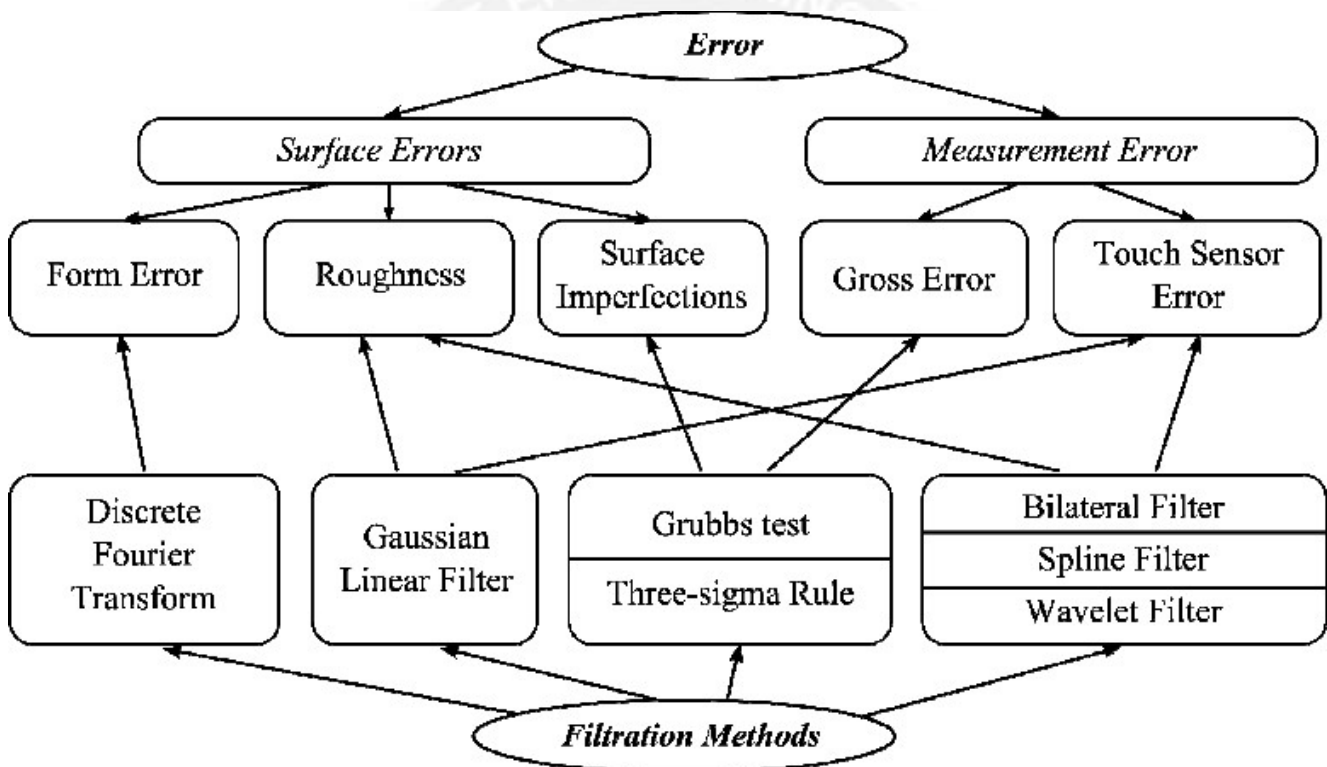 Error
Surface Errors
Measurement Error
Form Error
Roughness
Surface
Imperfections
Gross Error
Touch Sensor
Error
Discrete
Fourier
Transform
Gaussian
Linear Filter
Grubbs test
Three-sigma Rule
Bilateral Filter
Spline Filter
Wavelet Filter
Filtration Methods